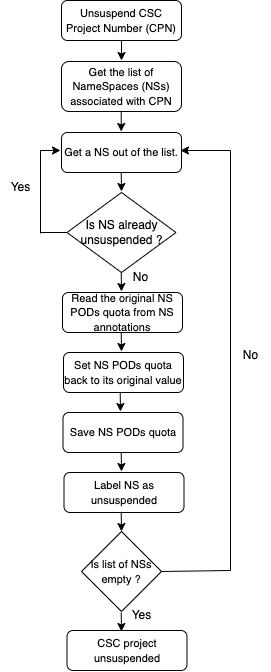 Unsuspend CSC
Project Number (CPN)
Get the list of
NameSpaces (NSs)
associated with CPN
Get a NS out of the list.
Yes
Is NS already
unsuspended ?
No
Read the original NS
PODs quota from NS
annotations
No
Set NS PODs quota
back to its original value
Save NS PODs quota
Label NS as
unsuspended
Is list of NSs
empty ?
Yes
CSC project
unsuspended